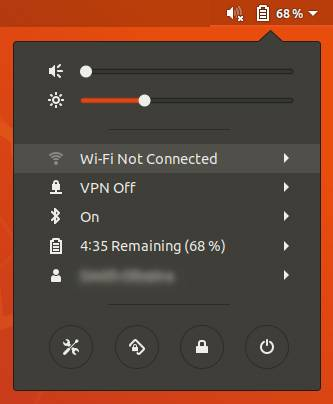 68 %
Wi-Fi Not Connected
VPN Off
On
4:35 Remaining (68 %)